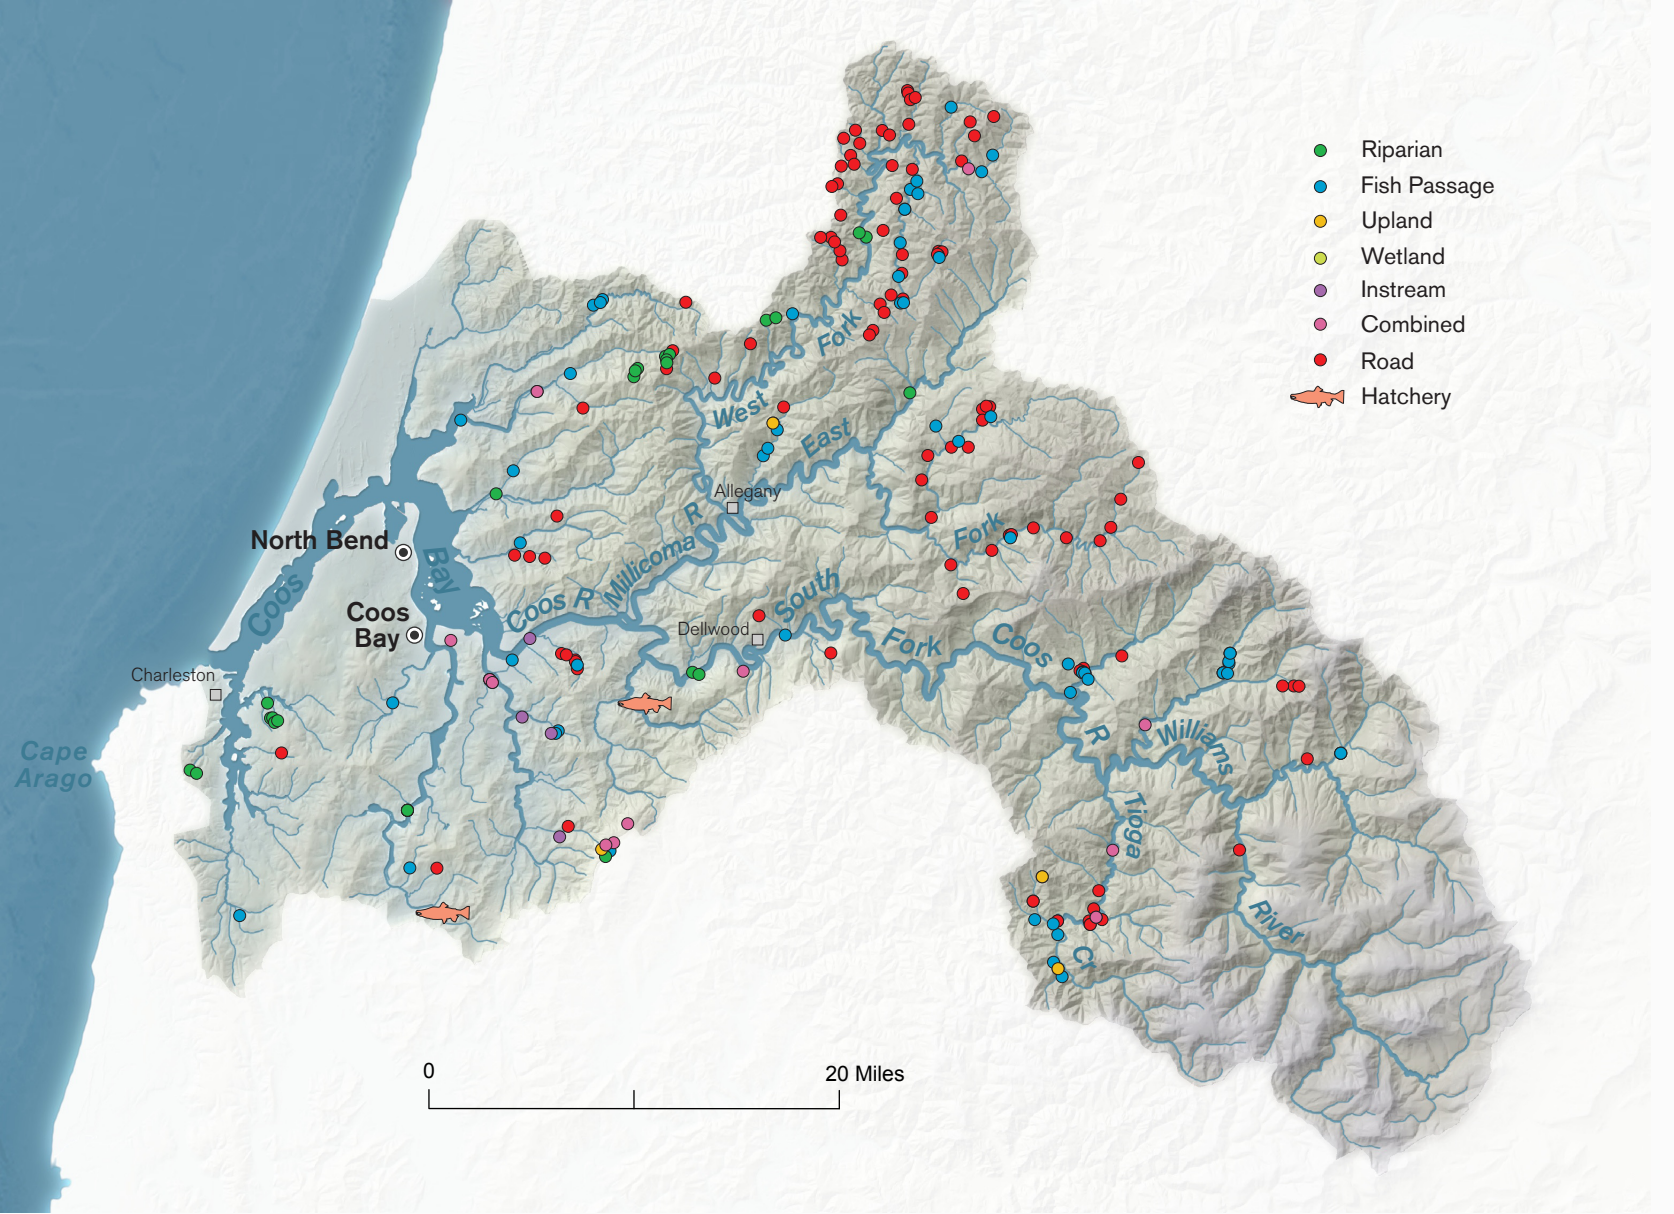 Riparian
Fish Passage
Upland
Wetland
Instream
Combined
Road
Hatchery
Fork
West
East
Allegany
North Bend
Coos
Bay
Millicoma
R
Fork
Coos R
South
Coos
Bay
Dellwood
Fork
Coos
R
Charleston
Williams
River
Cape
Arago
Tioga
Cr
0
20 Miles